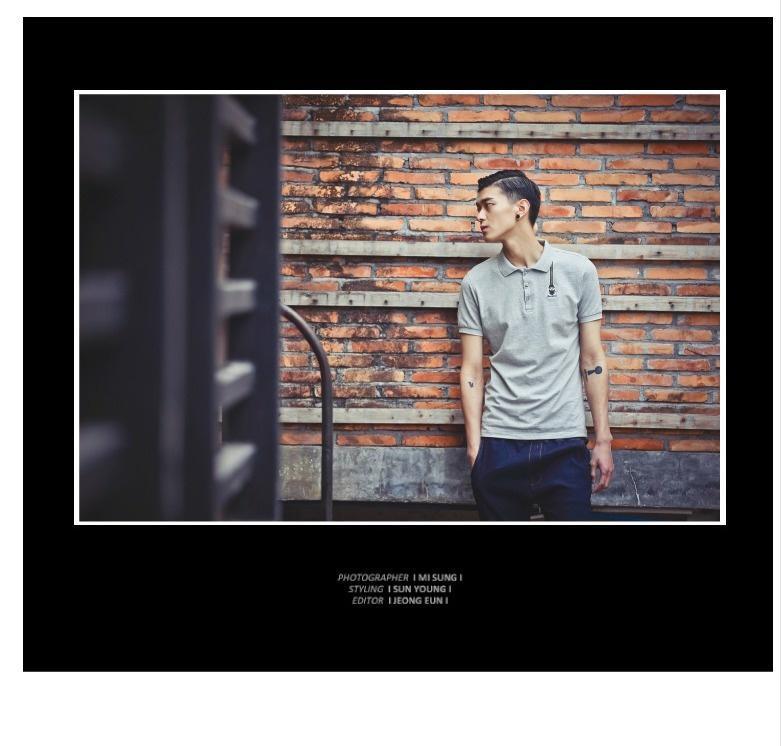 PHOTOGRAPHER I MI SUNG I
STYLING I SUN YOUNG I
EDITOR I JEONG EUN I